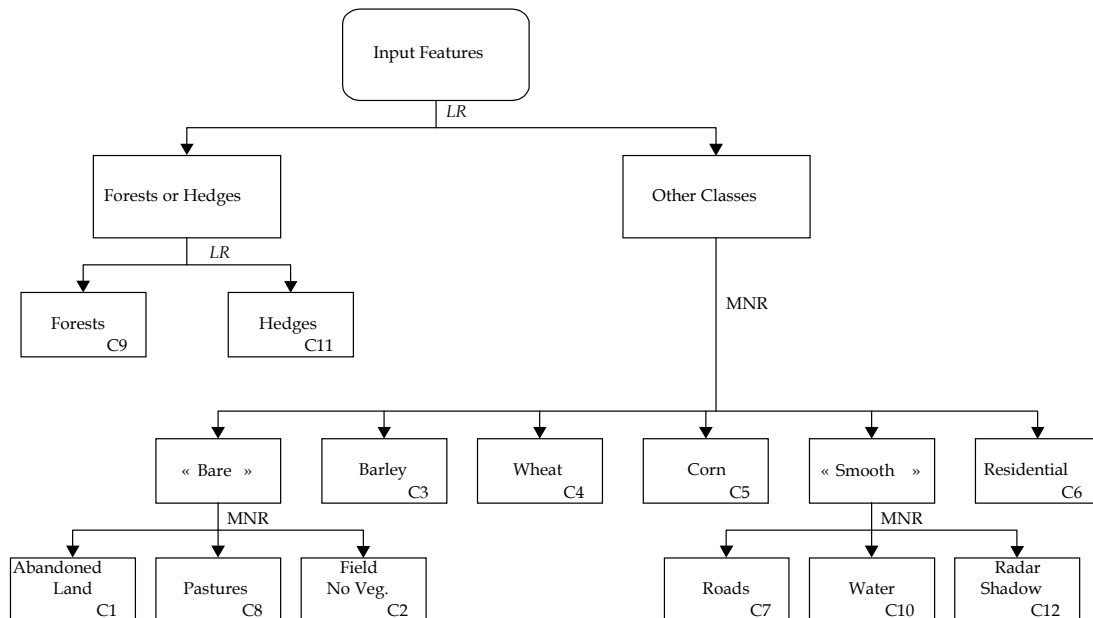 Input Features
LR
Forests or Hedges
Other Classes
LR
MNR
Forests
C9
Hedges
C11
« Bare »
Barley
C3
Wheat
C4
Corn
C5
« Smooth »
Residential
C6
MNR
MNR
Abandoned
Land
C1
Pastures
C8
Field
No Veg.
C2
Roads
C7
Water
C10
Radar
Shadow
C12